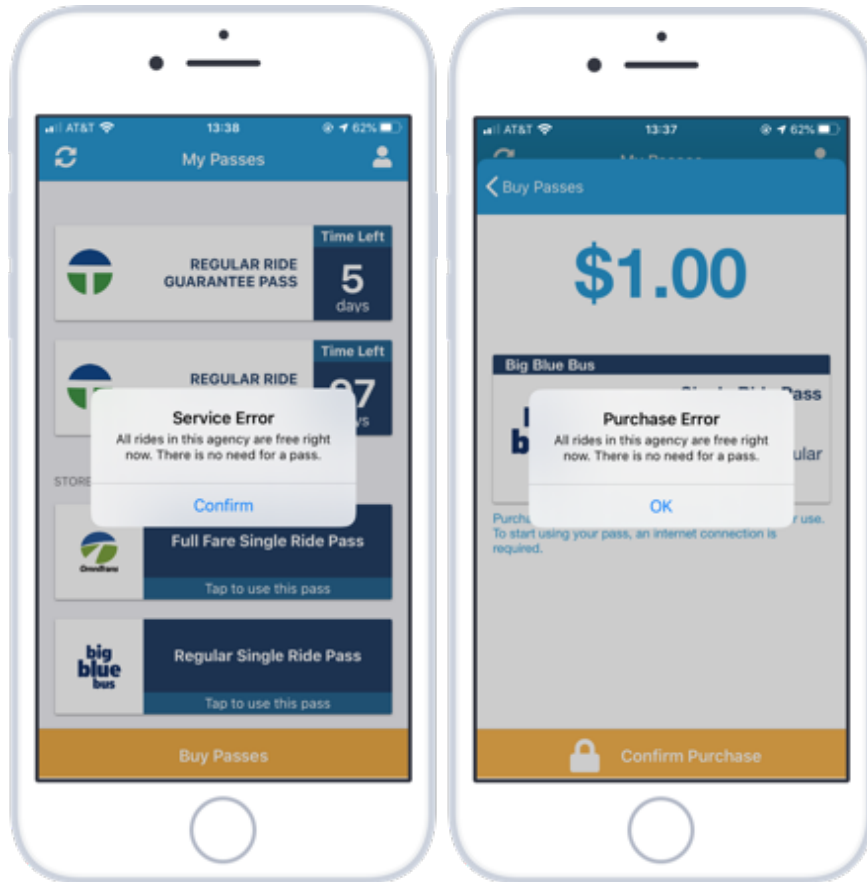 AT&T 13:38 62%
My Passes
Time Left
REGULAR RIDE
GUARANTEE PASS
5
days
Time Left
REGULAR RIDE
Service Error
All rides in this agency are free right
now. There is no need for a pass.
Confirm
Full Fare Single Ride Pass
Omnitrans
Tap to use this pass
big
blue
bus
Regular Single Ride Pass
Tap to use this pass
Buy Passes
AT&T 13:37 62%
Buy Passes
$1.00
Big Blue Bus
Purchase Error
All rides in this agency are free right
now. There is no need for a pass.
OK
use.
To start using your pass, an internet connection is
required.
Confirm Purchase